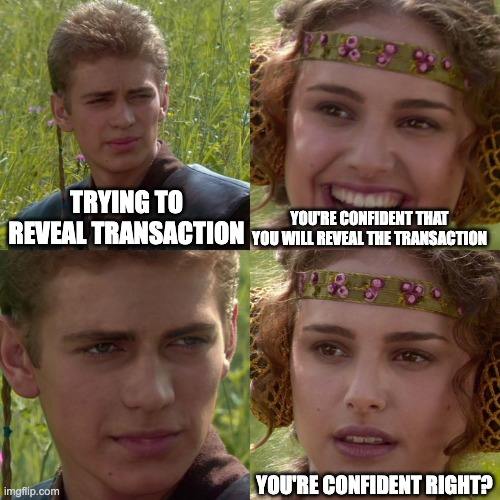 TRYING TO
REVEAL TRANSACTION
YOU'RE CONFIDENT THAT
YOU WILL REVEAL THE TRANSACTION
YOU'RE CONFIDENT RIGHT?
imgflip.com